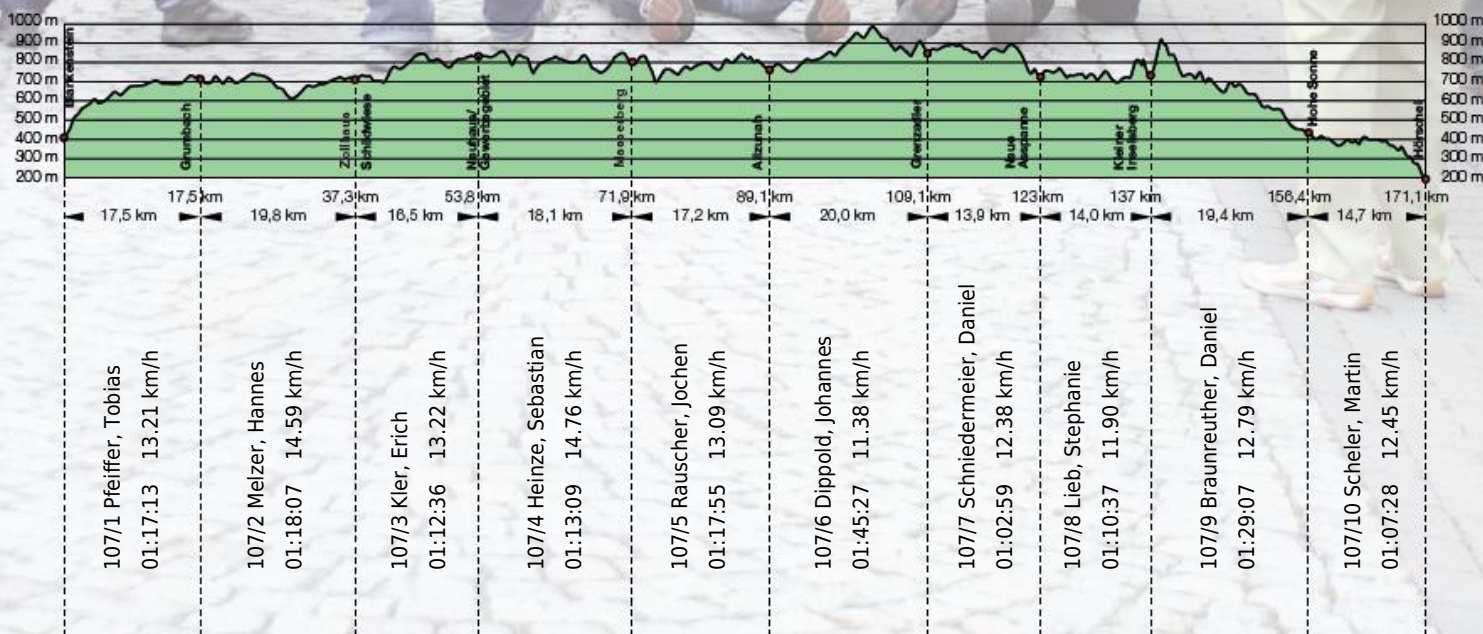 1000 m
900 m
800 m
700 m
600 m
500 m
400 m
300 m
200 m
1000 m
900 m
800 m
700 m
600 m
500 m
400 m
300 m
200 m
Blankenstein
Grumbach
Zollhaus
Schildwiese
Neuhaus/
Masserberg
Allzunah
Grenzadler
Neue
Ausspanne
Kleiner
Inselsberg
Hohe Sonne
Hörschel
17,5 km 37,3 km 53,8 km 71,9 km 89,1 km 109,1 km 123 km 137 km 156,4 km 171,1 km
17,5 km 19,8 km 16,5 km 18,1 km 17,2 km 20,0 km 13,9 km 14,0 km 19,4 km 14,7 km
107/1 Pfeiffer, Tobias
01:17:13 13.21 km/h
107/2 Melzer, Hannes
01:18:07 14.59 km/h
107/3 Kler, Erich
01:12:36 13.22 km/h
107/4 Heinze, Sebastian
01:13:09 14.76 km/h
107/5 Rauscher, Jochen
01:17:55 13.09 km/h
107/6 Dippold, Johannes
01:45:27 11.38 km/h
107/7 Schniedermeier, Daniel
01:02:59 12.38 km/h
107/8 Lieb, Stephanie
01:10:37 11.90 km/h
107/9 Braunreuther, Daniel
01:29:07 12.79 km/h
107/10 Scheler, Martin
01:07:28 12.45 km/h